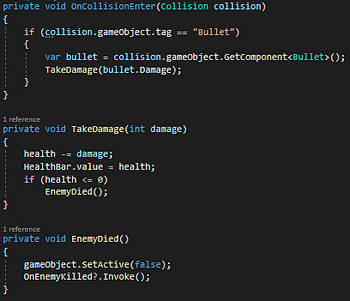 private void OnCollisionEnter(Collision collision)
{
    if (collision.gameObject.tag == "Bullet")
    {
        var bullet = collision.gameObject.GetComponent<Bullet>();
        TakeDamage(bullet.Damage);
    }
}
1 reference
private void TakeDamage(int damage)
{
    health -= damage;
    HealthBar.value = health;
    if (health <= 0)
        EnemyDied();
}
1 reference
private void EnemyDied()
{
    gameObject.SetActive(false);
    OnEnemyKilled?.Invoke();
}